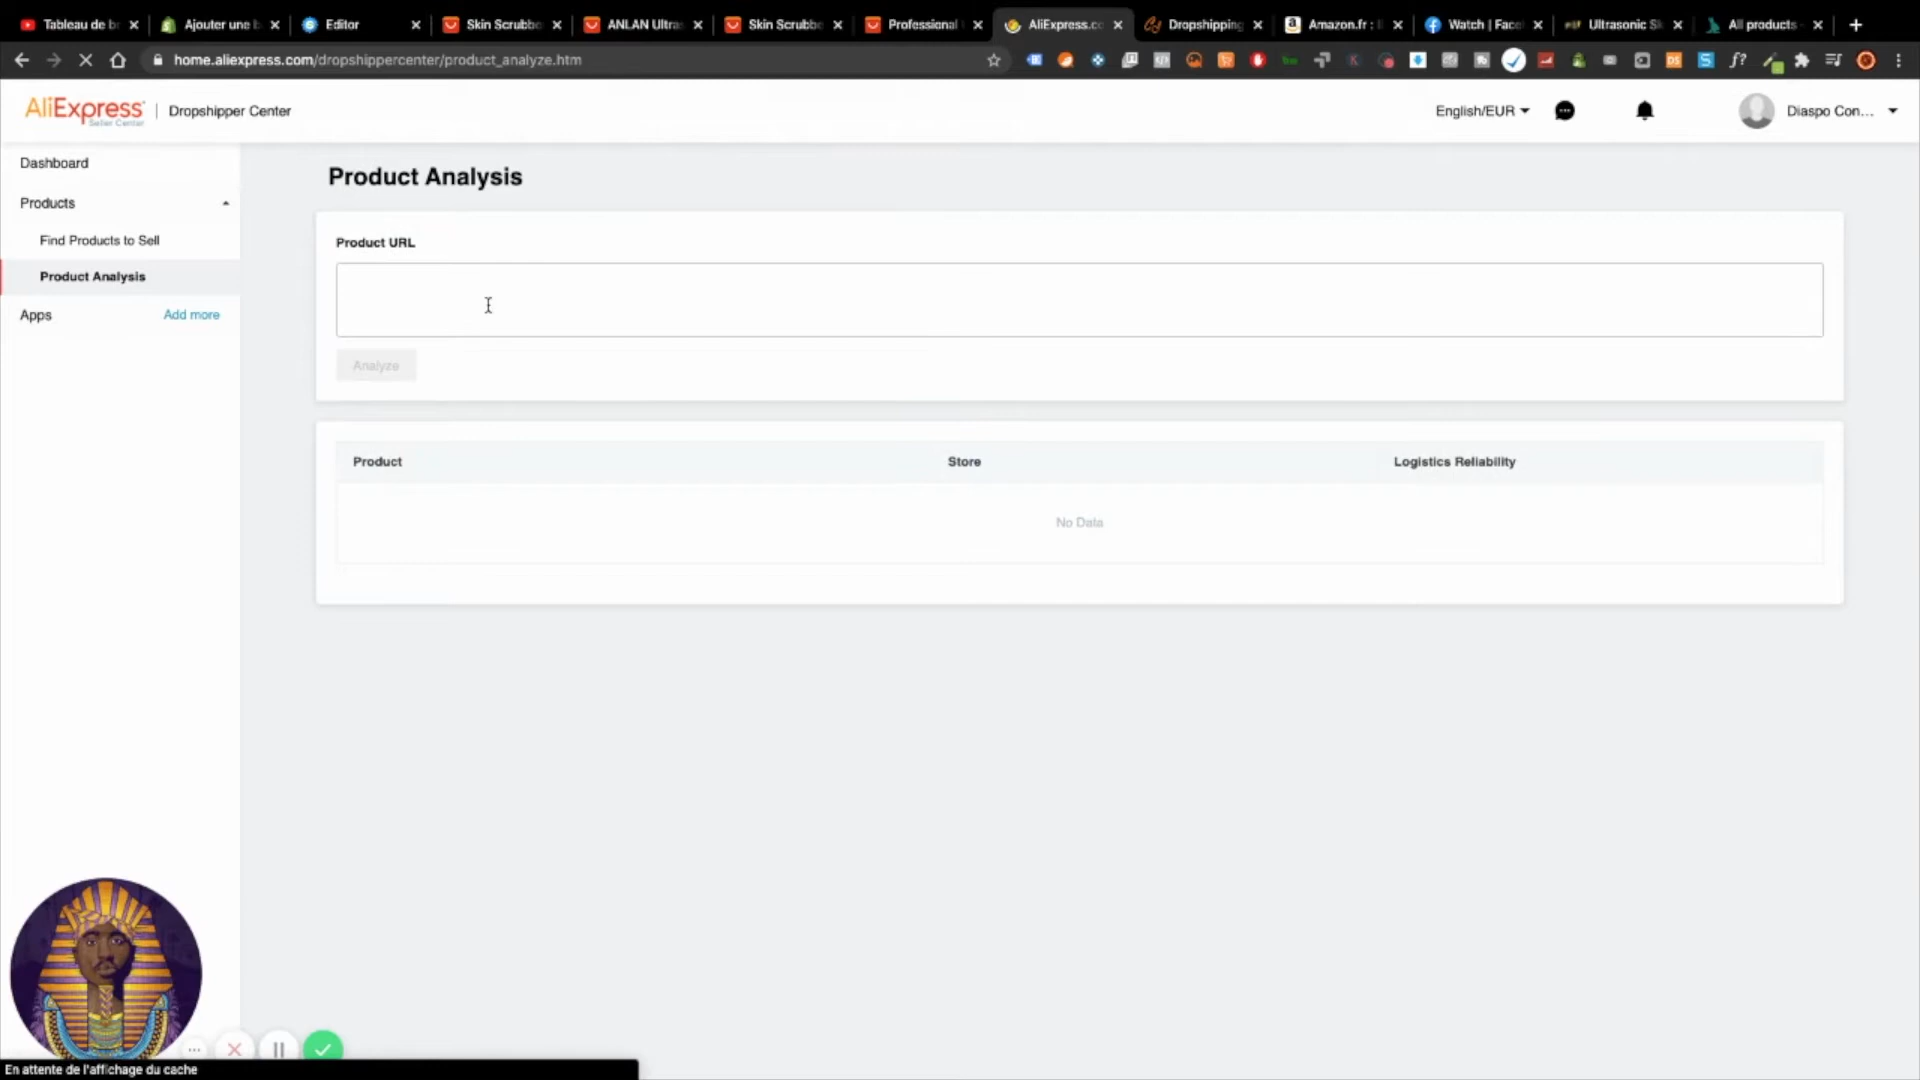 Tableau de b
Ajouter une b
Editor
Skin Scrubbe
ANLAN Ultra
Skin Scrubbe
Professional
AliExpress.co
Dropshipping
Amazon.fr :
Watch | Face
Ultrasonic S
All products
home.aliexpress.com/dropshippercenter/product_analyze.htm
AliExpress
Seller Center
Dropshipper Center
English/EUR
Diaspo Con...
Dashboard
Products
Find Products to Sell
Product Analysis
Apps
Add more
Product Analysis
Product URL
Analyze
Product
Store
Logistics Reliability
No Data
En attente de l'affichage du cache